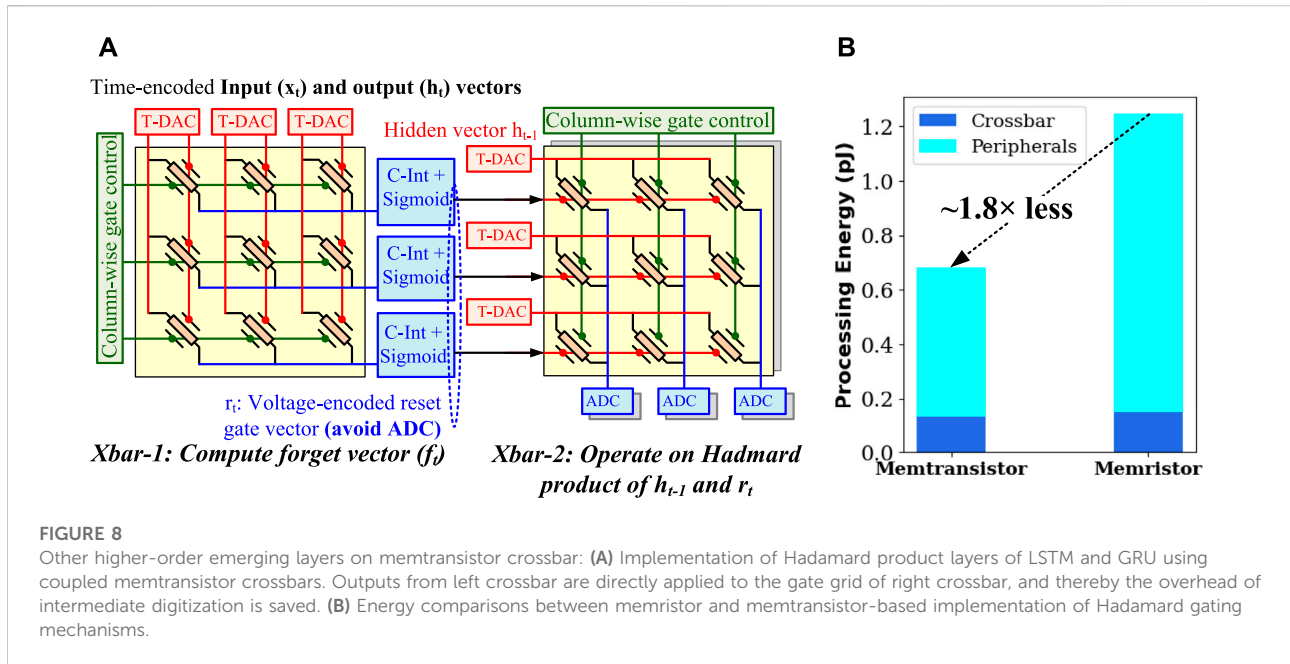 A
Time-encoded Input (xt) and output (ht) vectors
T-DAC T-DAC T-DAC
Column-wise gate control
C-Int +
Sigmoid
C-Int +
Sigmoid
C-Int +
Sigmoid
rt: Voltage-encoded reset
gate vector (avoid ADC)
Xbar-1: Compute forget vector (ft)
Hidden vector ht-1
Column-wise gate control
T-DAC
T-DAC
T-DAC
ADC ADC ADC
Xbar-2: Operate on Hadmard
product of ht-1 and rt
B
Processing Energy (pJ)
1.2
1.0
0.8
0.6
0.4
0.2
0.0
Crossbar
Peripherals
~1.8× less
Memtransistor Memristor
FIGURE 8
Other higher-order emerging layers on memtransistor crossbar: (A) Implementation of Hadamard product layers of LSTM and GRU using
coupled memtransistor crossbars. Outputs from left crossbar are directly applied to the gate grid of right crossbar, and thereby the overhead of
intermediate digitization is saved. (B) Energy comparisons between memristor and memtransistor-based implementation of Hadamard gating
mechanisms.